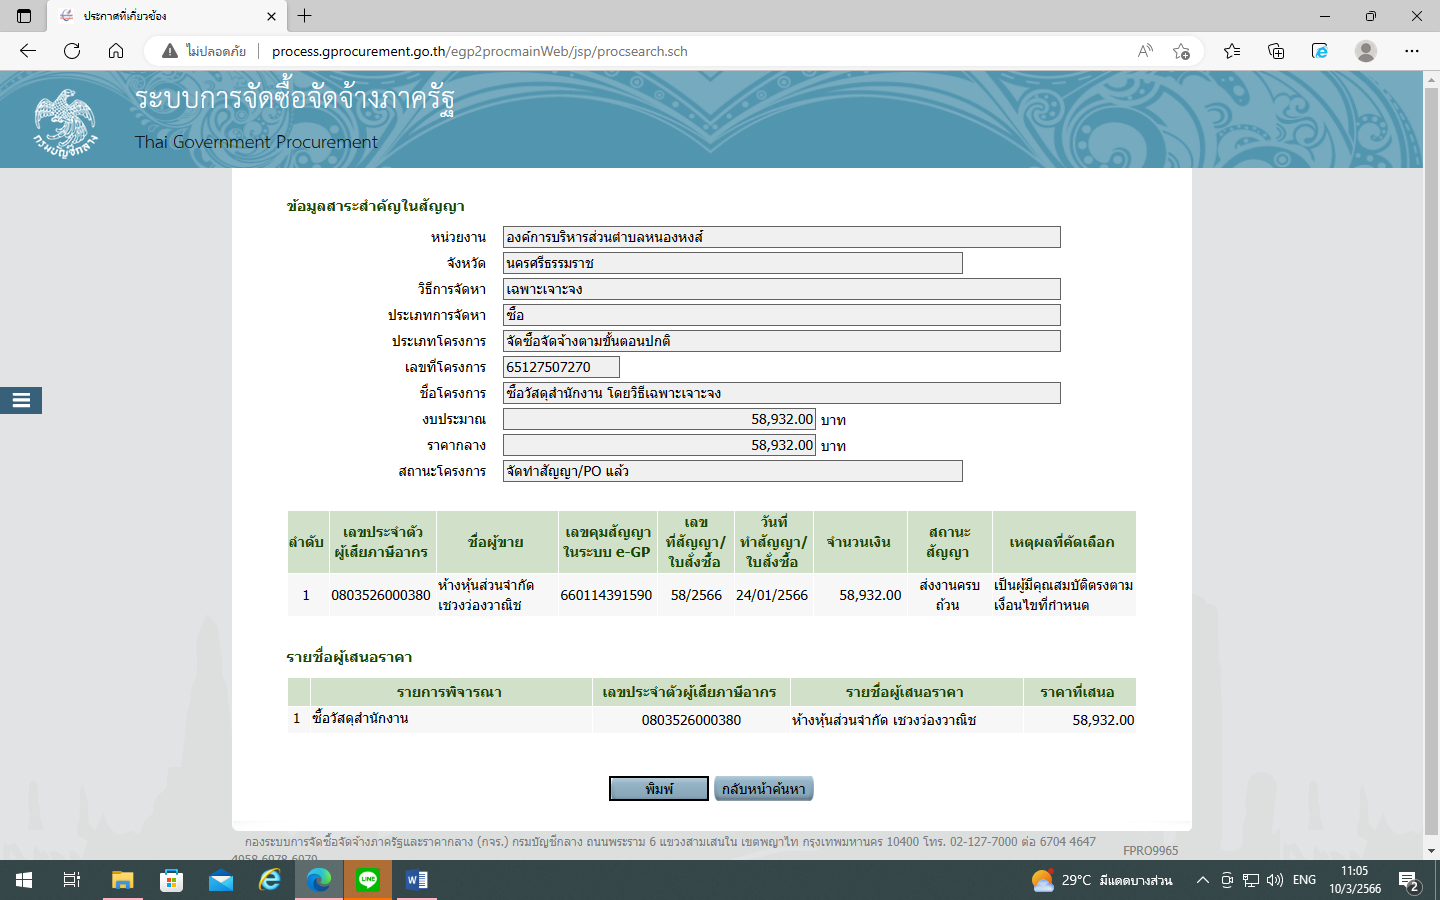 ประกาศที่เกี่ยวข้อง
ไม่ปลอดภัย process.gprocurement.go.th/egp2procmainWeb/jsp/procsearch.sch
ระบบการจัดซื้อจัดจ้างภาครัฐ
Thai Government Procurement
กรมบัญชีกลาง
ข้อมูลสาระสำคัญในสัญญา
หน่วยงาน องค์การบริหารส่วนตำบลหนองหงส์
จังหวัด นครศรีธรรมราช
วิธีการจัดหา เฉพาะเจาะจง
ประเภทการจัดหา ซื้อ
ประเภทโครงการ จัดซื้อจัดจ้างตามขั้นตอนปกติ
เลขที่โครงการ 65127507270
ชื่อโครงการ ซื้อวัสดุสำนักงาน โดยวิธีเฉพาะเจาะจง
งบประมาณ 58,932.00 บาท
ราคากลาง 58,932.00 บาท
สถานะโครงการ จัดทำสัญญา/PO แล้ว
ลำดับ เลขประจำตัวผู้เสียภาษีอากร ชื่อผู้ขาย เลขคุมสัญญาในระบบ e-GP เลขที่สัญญา/ใบสั่งซื้อ วันที่ทำสัญญา/ใบสั่งซื้อ จำนวนเงิน สถานะสัญญา เหตุผลที่คัดเลือก
1 0803526000380 ห้างหุ้นส่วนจำกัด เชวงว่องวาณิช 660114391590 58/2566 24/01/2566 58,932.00 ส่งงานครบถ้วน เป็นผู้มีคุณสมบัติตรงตามเงื่อนไขที่กำหนด
รายชื่อผู้เสนอราคา
รายการพิจารณา เลขประจำตัวผู้เสียภาษีอากร รายชื่อผู้เสนอราคา ราคาที่เสนอ
1 ซื้อวัสดุสำนักงาน 0803526000380 ห้างหุ้นส่วนจำกัด เชวงว่องวาณิช 58,932.00
พิมพ์ กลับหน้าค้นหา
กองระบบการจัดซื้อจัดจ้างภาครัฐและราคากลาง (กจร.) กรมบัญชีกลาง ถนนพระราม 6 แขวงสามเสนใน เขตพญาไท กรุงเทพมหานคร 10400 โทร. 02-127-7000 ต่อ 6704 4647
4958 6978 6979
FPRO9965
LINE
29°C มีแดดบางส่วน ENG 11:05
10/3/2566
2